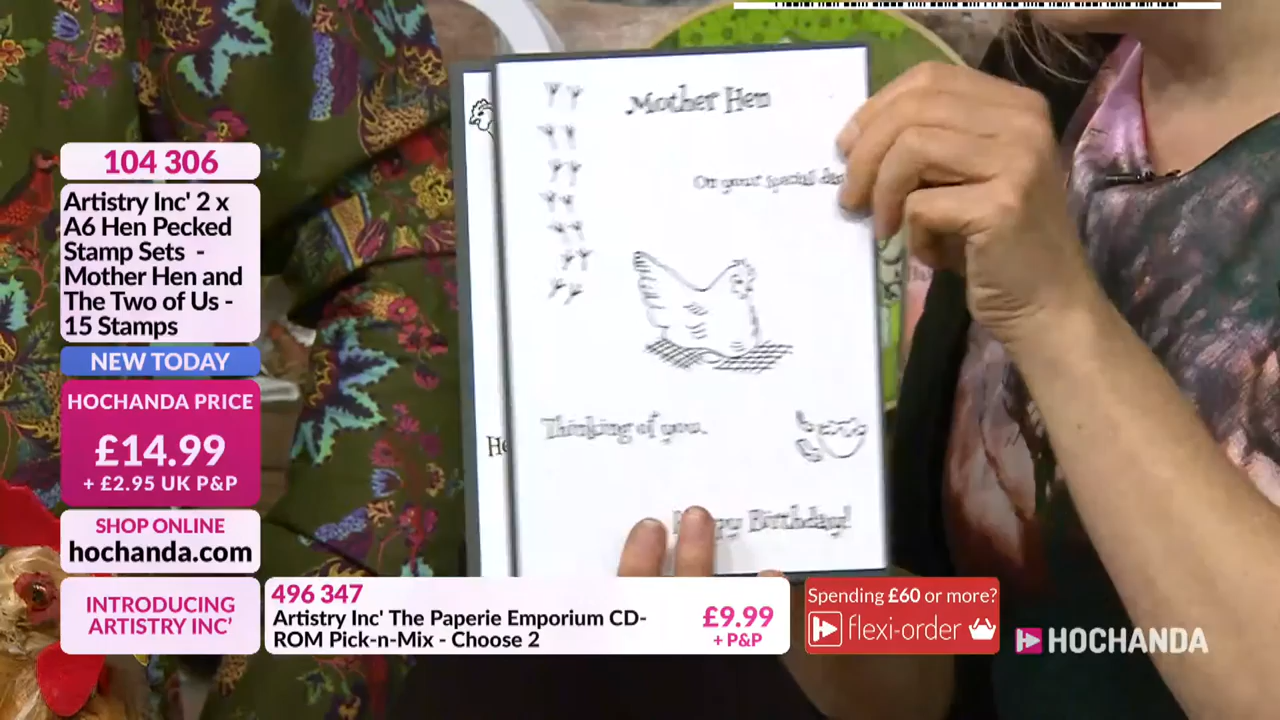 104 306
Artistry Inc' 2 x
A6 Hen Pecked
Stamp Sets -
Mother Hen and
The Two of Us -
15 Stamps
NEW TODAY
HOCHANDA PRICE
£14.99
+ £2.95 UK P&P
SHOP ONLINE
hochanda.com
INTRODUCING
ARTISTRY INC'
Mother Hen
On your special
Thinking of you.
Birthday!
496 347
Artistry Inc' The Paperie Emporium CD-
ROM Pick-n-Mix - Choose 2
£9.99
+ P&P
Spending £60 or more?
flexi-order
HOCHANDA